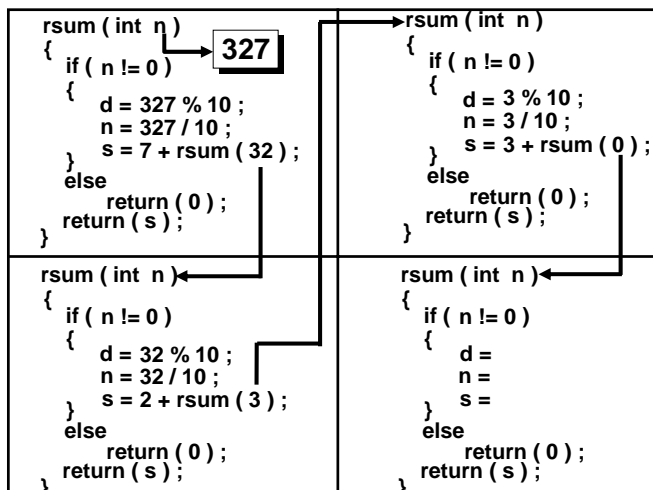 rsum ( int n )
327
{
if ( n != 0 )
{
d = 327 % 10 ;
n = 327 / 10 ;
s = 7 + rsum ( 32 ) ;
}
else
return ( 0 ) ;
return ( s ) ;
}
rsum ( int n )
{
if ( n != 0 )
{
d = 32 % 10 ;
n = 32 / 10 ;
s = 2 + rsum ( 3 ) ;
}
else
return ( 0 ) ;
return ( s ) ;
}
rsum ( int n )
{
if ( n != 0 )
{
d = 3 % 10 ;
n = 3 / 10 ;
s = 3 + rsum ( 0 ) ;
}
else
return ( 0 ) ;
return ( s ) ;
}
rsum ( int n )
{
if ( n != 0 )
{
d =
n =
s =
}
else
return ( 0 ) ;
return ( s ) ;
}